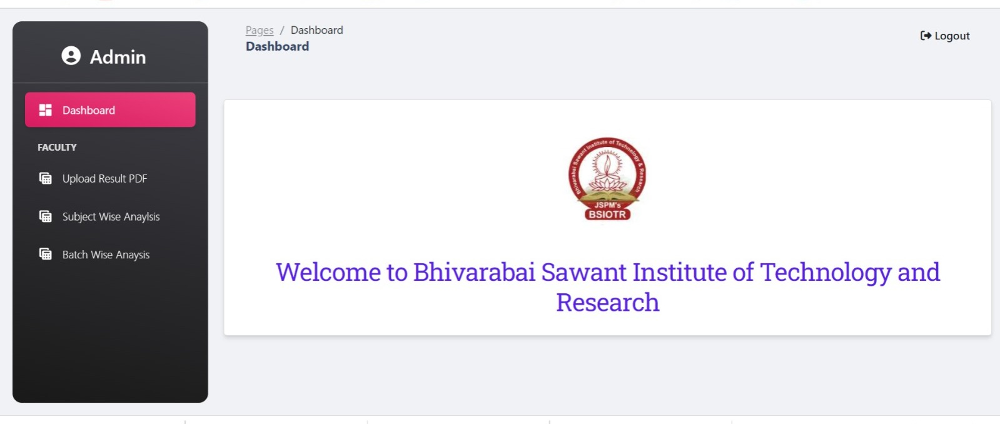 Admin
Dashboard
FACULTY
Upload Result PDF
Subject Wise Anaylsis
Batch Wise Anaysis
Pages / Dashboard
Dashboard
Logout
Bhivarabai Sawant Institute of Technology & Research
JSPM's
BSIOTR
Welcome to Bhivarabai Sawant Institute of Technology and
Research